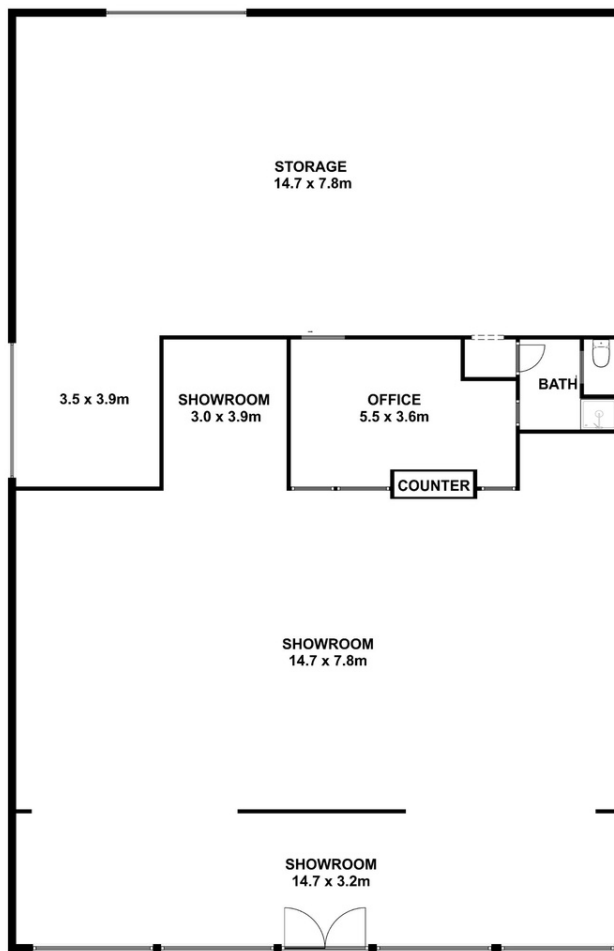 STORAGE
14.7 x 7.8m
3.5 x 3.9m
SHOWROOM
3.0 x 3.9m
OFFICE
5.5 x 3.6m
BATH
COUNTER
SHOWROOM
14.7 x 7.8m
SHOWROOM
14.7 x 3.2m